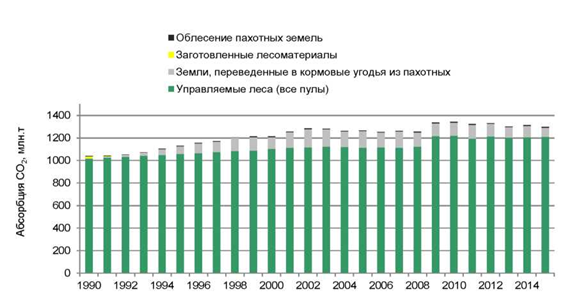 Облесение пахотных земель
Заготовленные лесоматериалы
Земли, переведенные в кормовые угодья из пахотных
Управляемые леса (все пулы)
Абсорбция CO₂, млн.т
1400
1200
1000
800
600
400
200
0
1990 1992 1994 1996 1998 2000 2002 2004 2006 2008 2010 2012 2014